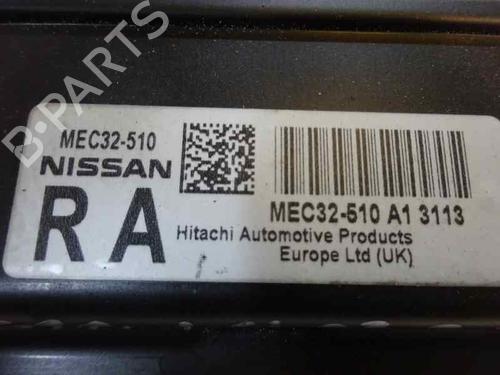 B-PARTS
MEC32-510
NISSAN
RA
MEC32-510 A1 3113
Hitachi Automotive Products
Europe Ltd (UK)